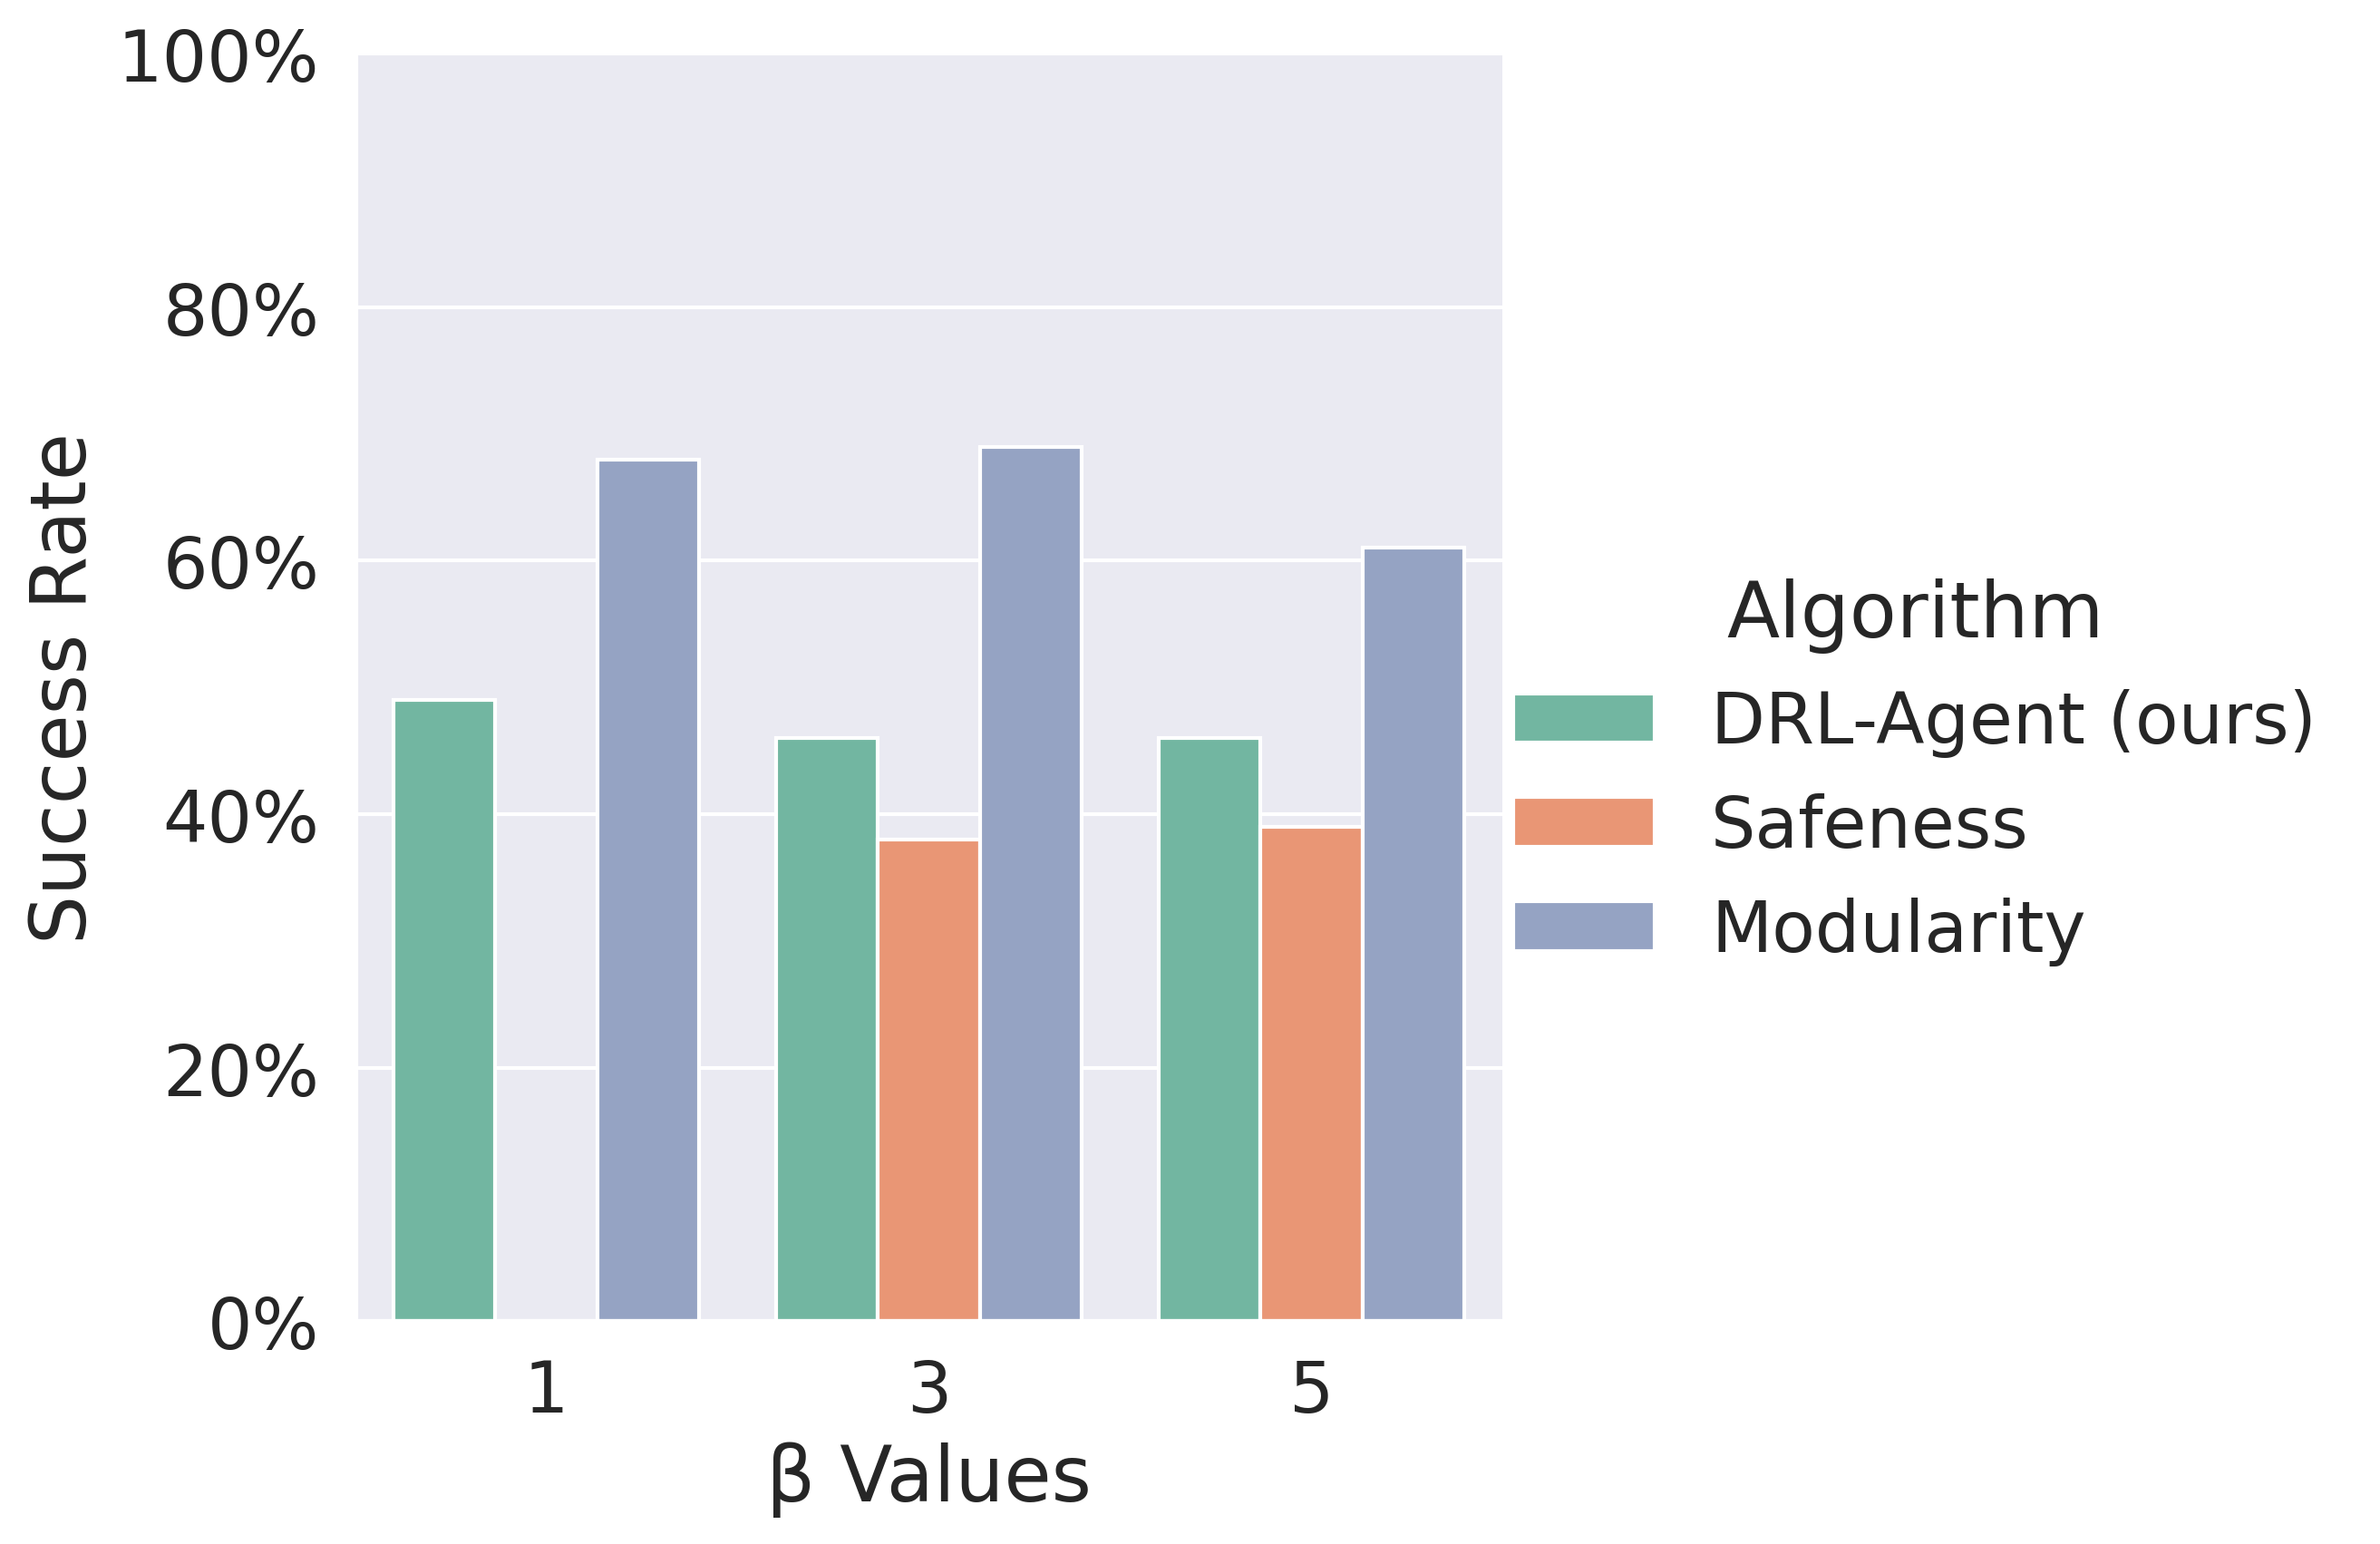 100%
80%
60%
40%
20%
0%
Success Rate
1 3 5
β Values
Algorithm
DRL-Agent (ours)
Safeness
Modularity